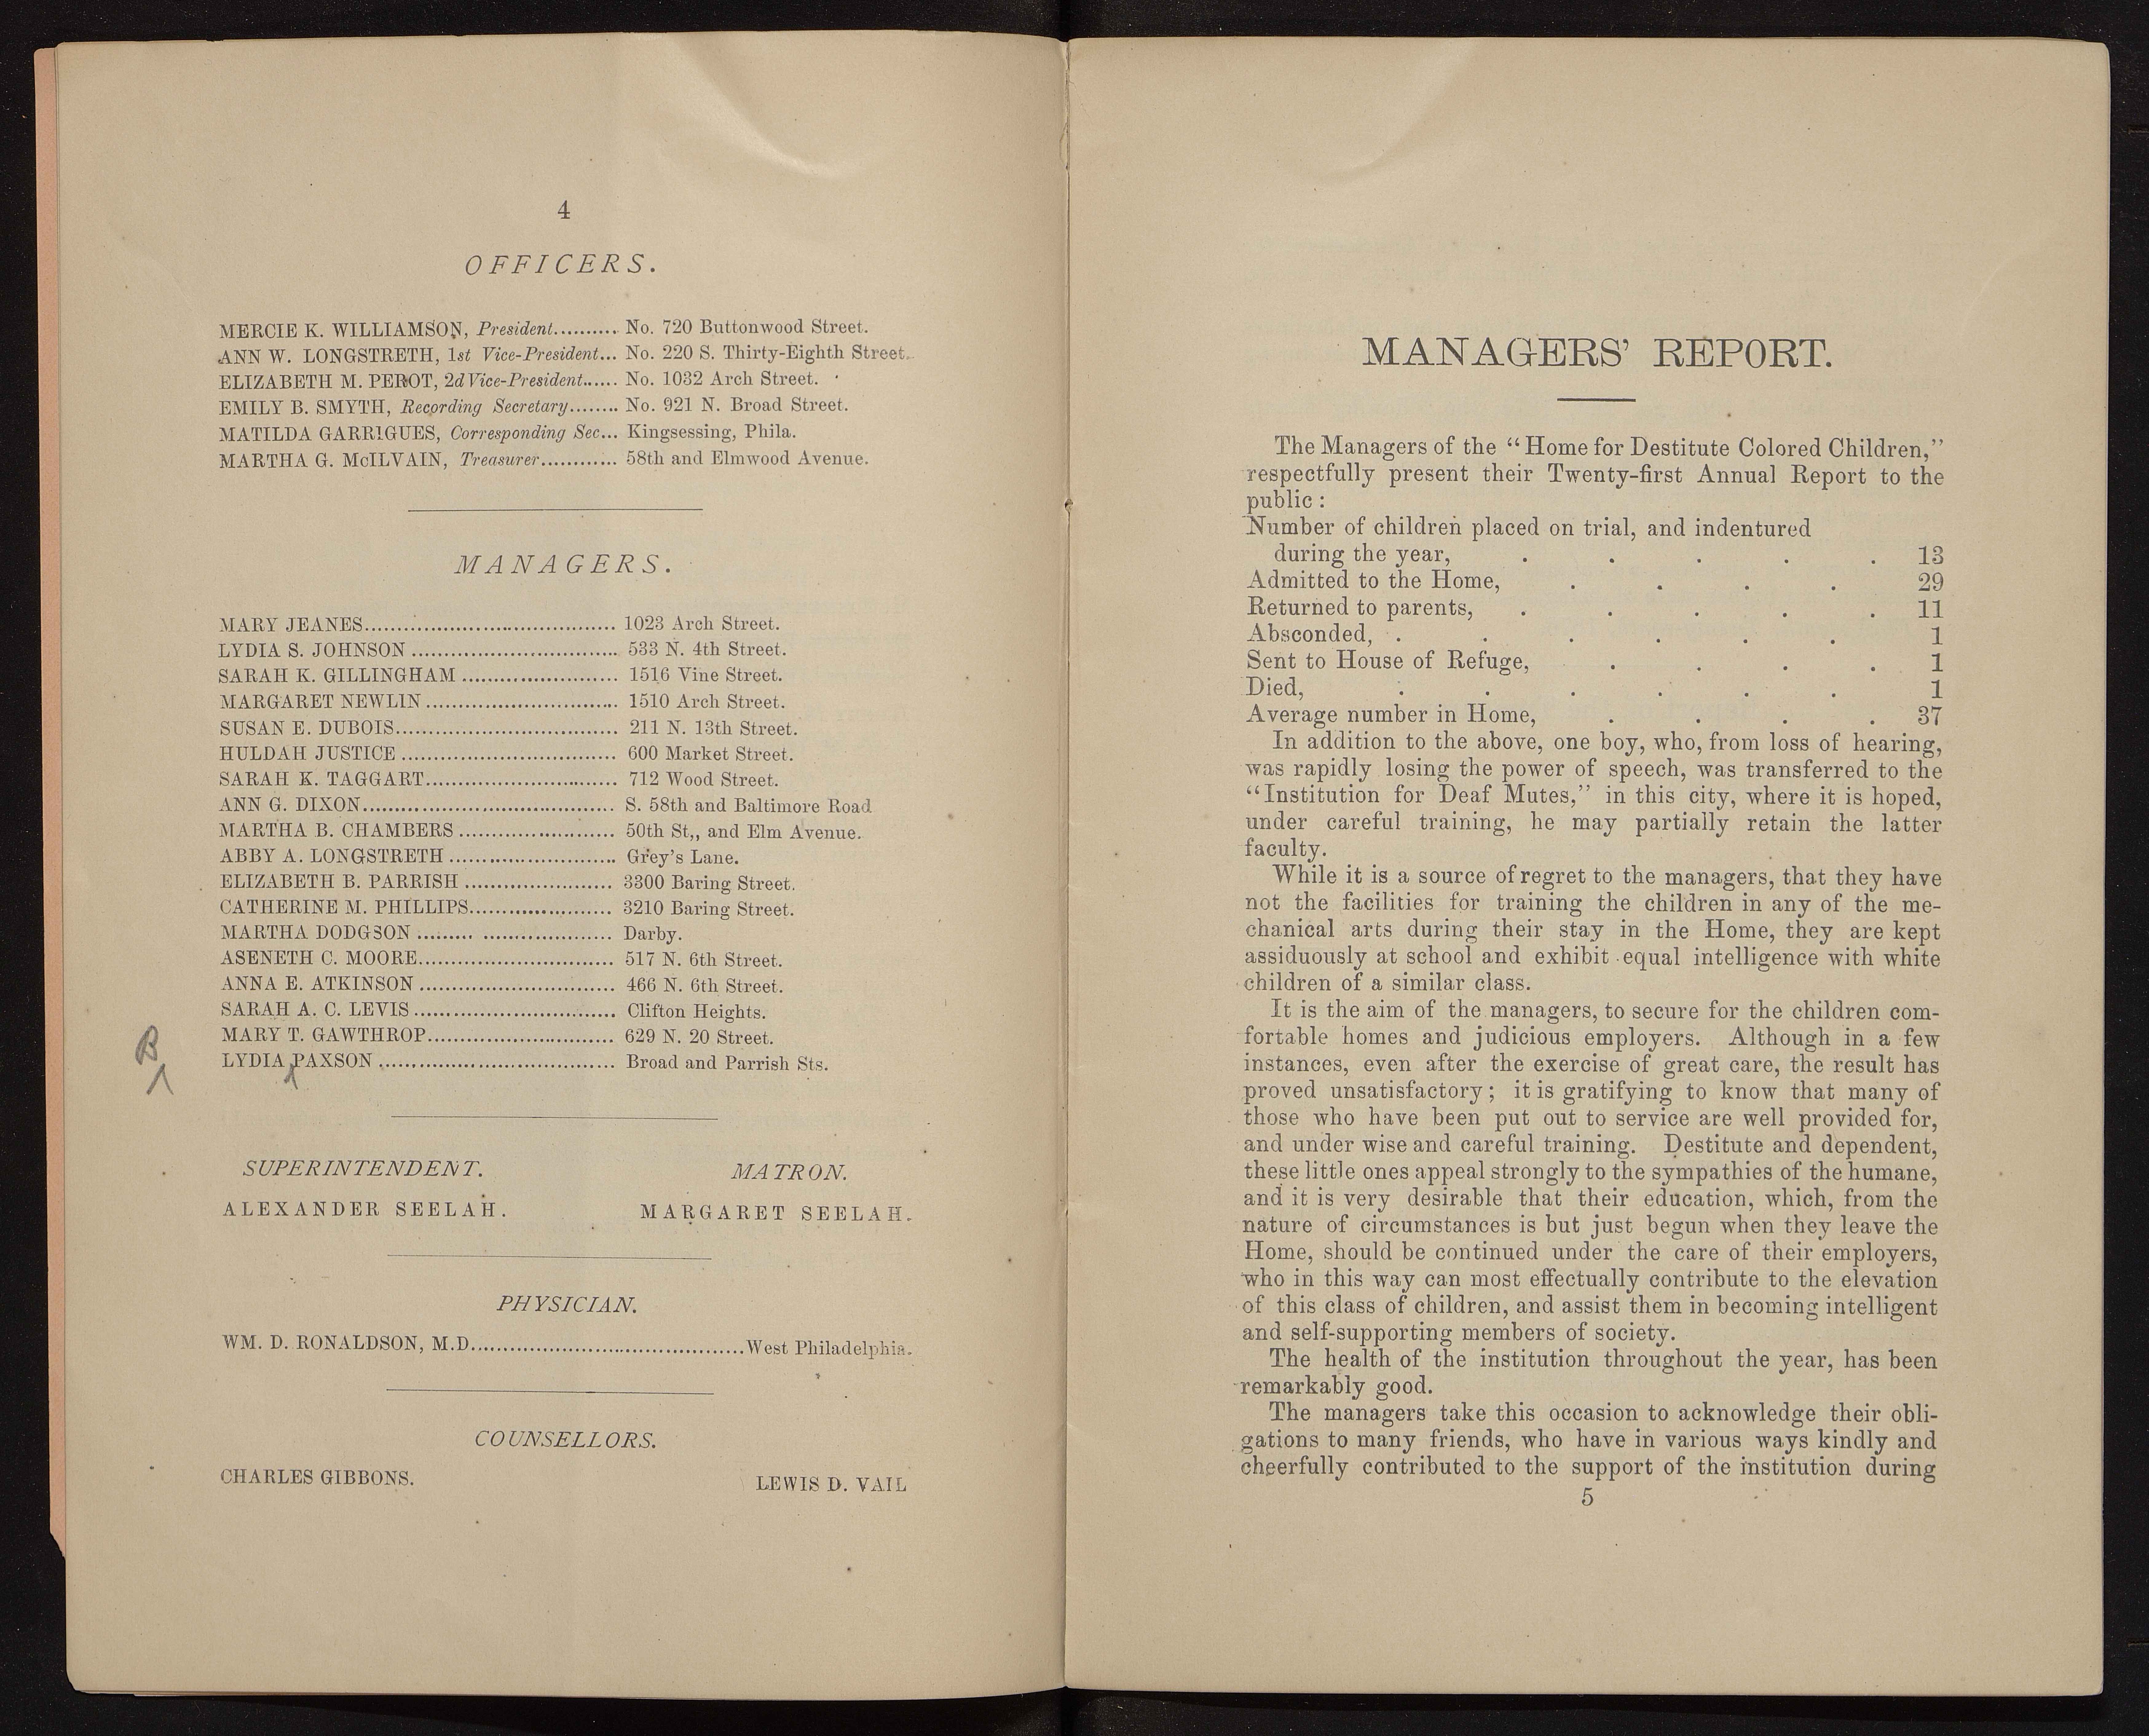 4
OFFICERS.
MERCIE K. WILLIAMSON, President.......... No. 720 Buttonwood Street.
ANN W. LONGSTRETH, 1st Vice-President... No. 220 S. Thirty-Eighth Street.
ELIZABETH M. PEROT, 2d Vice-President...... No. 1032 Arch Street.
EMILY B. SMYTH, Recording Secretary........ No. 921 N. Broad Street.
MATILDA GARRIGUES, Corresponding Sec... Kingsessing, Phila.
MARTHA G. McILVAIN, Treasurer............ 58th and Elmwood Avenue.
MANAGERS.
MARY JEANES....................................... 1023 Arch Street.
LYDIA S. JOHNSON ................................ 533 N. 4th Street.
SARAH K. GILLINGHAM ........................ 1516 Vine Street.
MARGARET NEWLIN .............................. 1510 Arch Street.
SUSAN E. DUBOIS.................................. 211 N. 13th Street.
HULDAH JUSTICE ................................. 600 Market Street.
SARAH K. TAGGART............................. 712 Wood Street.
ANN G. DIXON....................................... S. 58th and Baltimore Road
MARTHA B. CHAMBERS ........................ 50th St,, and Elm Avenue.
ABBY A. LONGSTRETH .......................... Grey's Lane.
ELIZABETH B. PARRISH ....................... 3300 Baring Street.
CATHERINE M. PHILLIPS...................... 3210 Baring Street.
MARTHA DODGSON ......... .................... Darby.
ASENETH C. MOORE.............................. 517 N. 6th Street.
ANNA E. ATKINSON .............................. 466 N. 6th Street.
SARAH A. C. LEVIS ............................... Clifton Heights.
MARY T. GAWTHROP............................. 629 N. 20 Street.
B
LYDIA PAXSON .................................... Broad and Parrish Sts.
SUPERINTENDENT. MATRON.
ALEXANDER SEELAH. MARGARET SEELAH.
PHYSICIAN.
WM. D. RONALDSON, M.D.......................................... West Philadelphia.
COUNSELLORS.
CHARLES GIBBONS. LEWIS D. VAIL
MANAGERS' REPORT.
The Managers of the "Home for Destitute Colored Children,"
respectfully present their Twenty-first Annual Report to the
public :
Number of children placed on trial, and indentured
during the year, . . . . . 13
Admitted to the Home, . . . . 29
Returned to parents, . . . . . 11
Absconded, . . . . . . 1
Sent to House of Refuge, . . . . 1
Died, . . . . . . 1
Average number in Home, . . . . 37
In addition to the above, one boy, who, from loss of hearing,
was rapidly losing the power of speech, was transferred to the
"Institution for Deaf Mutes," in this city, where it is hoped,
under careful training, he may partially retain the latter
faculty.
While it is a source of regret to the managers, that they have
not the facilities for training the children in any of the me-
chanical arts during their stay in the Home, they are kept
assiduously at school and exhibit equal intelligence with white
children of a similar class.
It is the aim of the managers, to secure for the children com-
fortable homes and judicious employers. Although in a few
instances, even after the exercise of great care, the result has
proved unsatisfactory; it is gratifying to know that many of
those who have been put out to service are well provided for,
and under wise and careful training. Destitute and dependent,
these little ones appeal strongly to the sympathies of the humane,
and it is very desirable that their education, which, from the
nature of circumstances is but just begun when they leave the
Home, should be continued under the care of their employers,
who in this way can most effectually contribute to the elevation
of this class of children, and assist them in becoming intelligent
and self-supporting members of society.
The health of the institution throughout the year, has been
remarkably good.
The managers take this occasion to acknowledge their obli-
gations to many friends, who have in various ways kindly and
cheerfully contributed to the support of the institution during
5